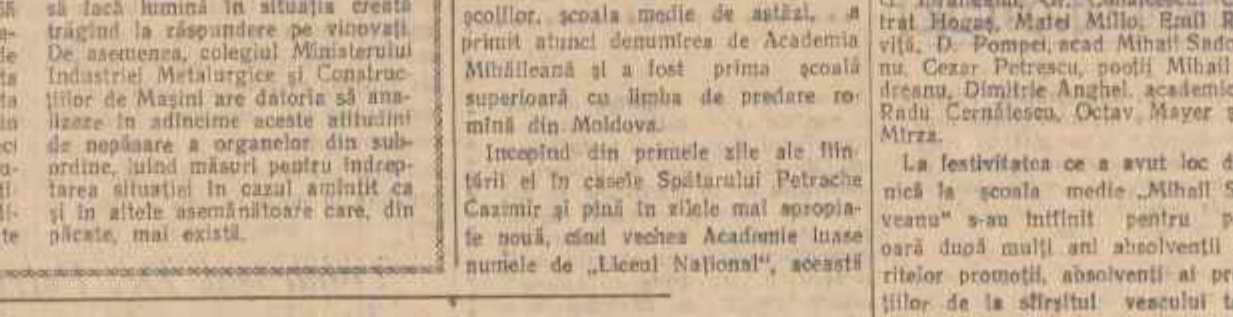 să facă lumină în situația creată
trăgînd la răspundere pe vinovați.
De asemenea, colegiul Ministerului
Industriei Metalurgice și Construc-
țiilor de Mașini are datoria să ana-
lizeze în adîncime aceste atitudini
de nepăsare a organelor din sub-
ordine, luînd măsuri pentru îndrep-
tarea situației în cazul amintit ca
și în altele asemănătoare care, din
păcate, mai există.
școlilor, școala medie de astăzi, a
primit atunci denumirea de Academia
Mihăileană și a fost prima școală
superioară cu limba de predare ro-
mînă din Moldova.
Incepînd din primele zile ale fiin-
țării ei în casele Spătarului Petrache
Cazimir și pînă în zilele mai apropia-
te nouă, cînd vechea Academie luase
numele de „Liceul Național“, această
trat Hogaș, Matei Millo, Emil R
viță, D. Pompei, acad Mihail Sado
nu, Cezar Petrescu, poeții Mihail
dreanu, Dimitrie Anghel, academic
Radu Cernătescu, Octav Mayer ș
Mirza.
La festivitatea ce a avut loc d
nică la școala medie „Mihail S
veanu“ s-au întîlnit pentru p
oară după mulți ani absolvenții
ritelor promoții, absolvenți ai pr
țiilor de la sfîrșitul veacului t